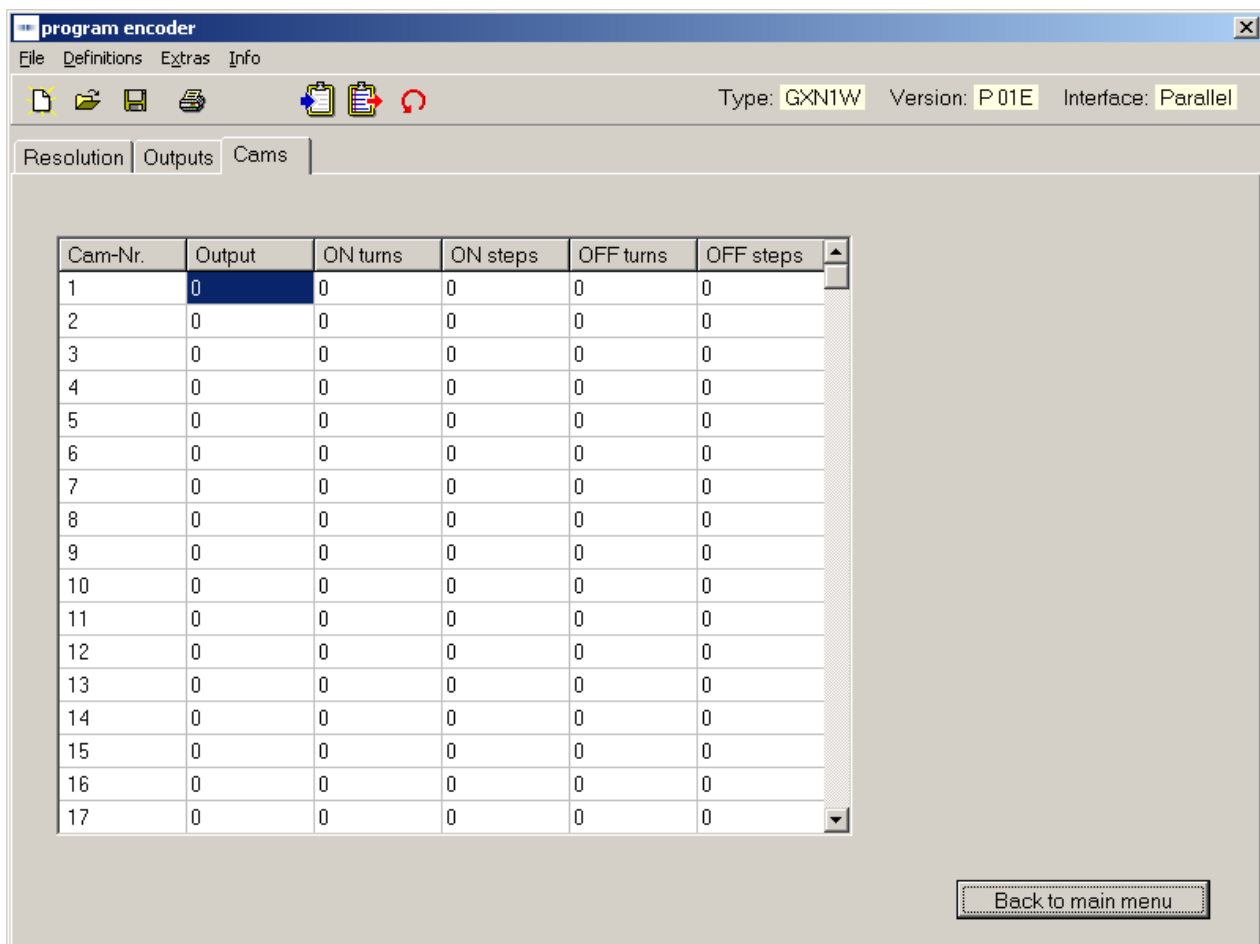 program encoder
File Definitions Extras Info
Type: GXN1W Version: P 01E Interface: Parallel
Resolution Outputs Cams
Cam-Nr. Output ON turns ON steps OFF turns OFF steps
1 0 0 0 0 0
2 0 0 0 0 0
3 0 0 0 0 0
4 0 0 0 0 0
5 0 0 0 0 0
6 0 0 0 0 0
7 0 0 0 0 0
8 0 0 0 0 0
9 0 0 0 0 0
10 0 0 0 0 0
11 0 0 0 0 0
12 0 0 0 0 0
13 0 0 0 0 0
14 0 0 0 0 0
15 0 0 0 0 0
16 0 0 0 0 0
17 0 0 0 0 0
Back to main menu